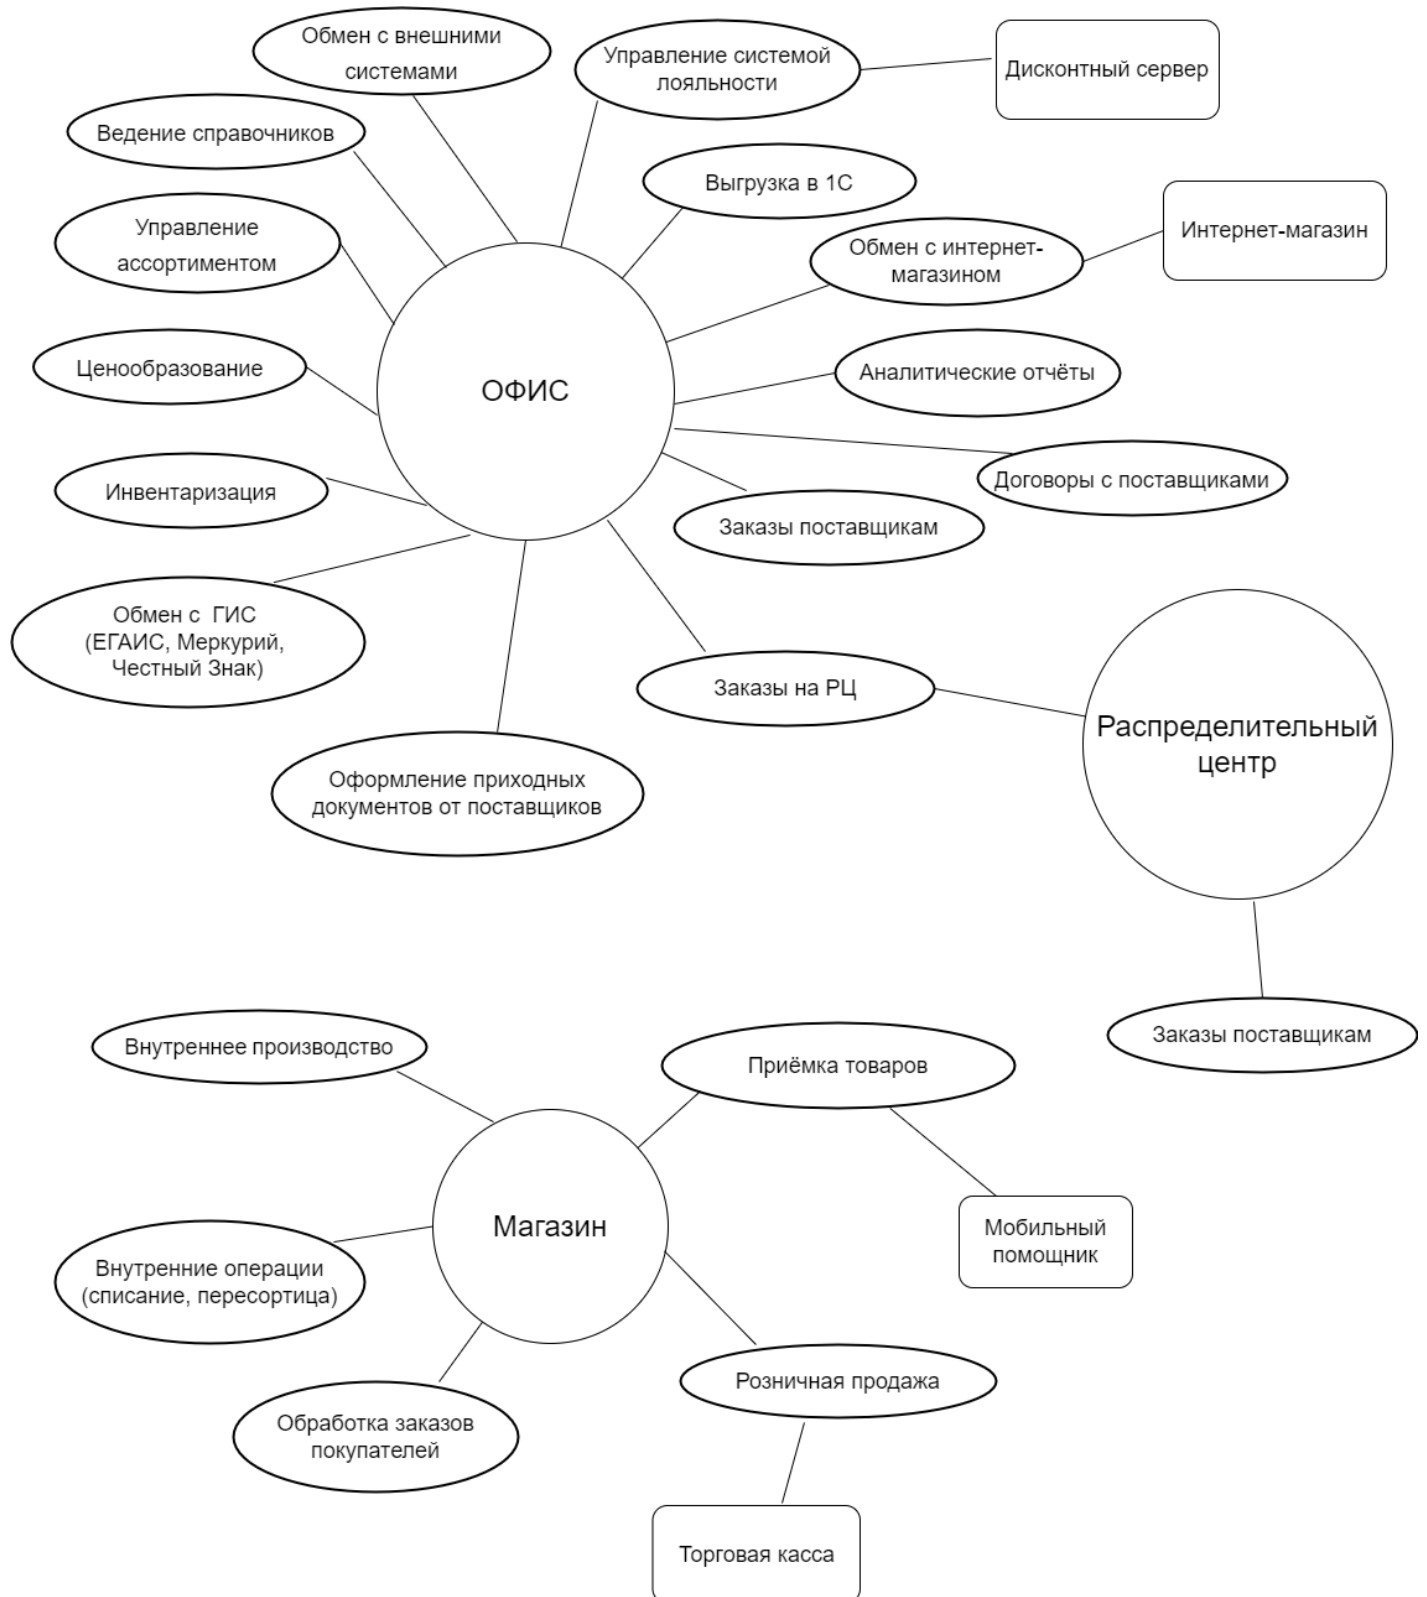 Обмен с внешними
системами
Управление системой
лояльности
Дисконтный сервер
Ведение справочников
Выгрузка в 1С
Управление
ассортиментом
Обмен с интернет-
магазином
Интернет-магазин
Ценообразование
ОФИС
Аналитические отчёты
Инвентаризация
Договоры с поставщиками
Заказы поставщикам
Обмен с ГИС
(ЕГАИС, Меркурий,
Честный Знак)
Заказы на РЦ
Распределительный
центр
Оформление приходных
документов от поставщиков
Заказы поставщикам
Внутреннее производство
Приёмка товаров
Магазин
Мобильный
помощник
Внутренние операции
(списание, пересортица)
Розничная продажа
Обработка заказов
покупателей
Торговая касса